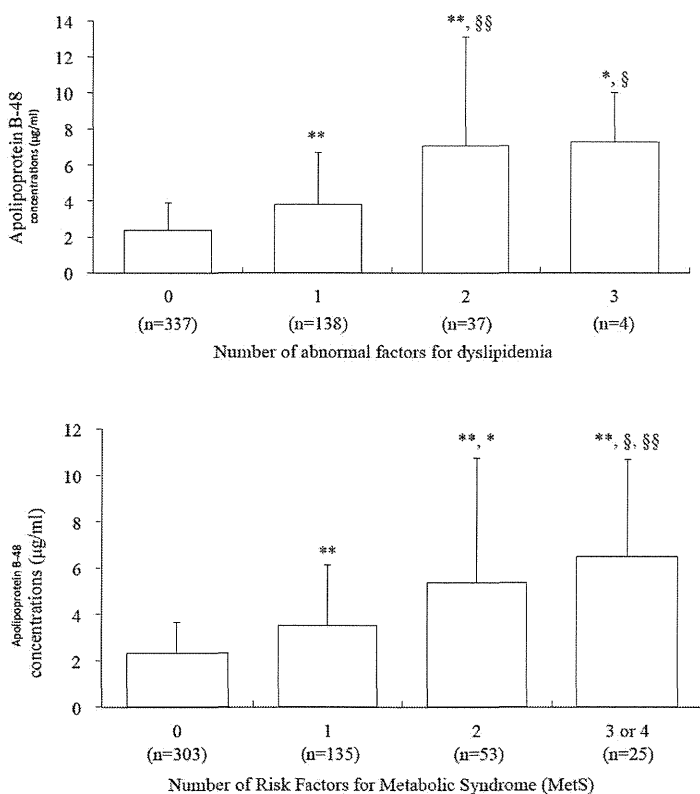 Apolipoprotein B-48
concentrations (µg/ml)
14
12
10
8
6
4
2
0
**, §§
*, §
**
0
1
2
3
(n=337)
(n=138)
(n=37)
(n=4)
Number of abnormal factors for dyslipidemia
Apolipoprotein B-48
concentrations (µg/ml)
12
10
8
6
4
2
0
**, *
**, §, §§
**
0
1
2
3 or 4
(n=303)
(n=135)
(n=53)
(n=25)
Number of Risk Factors for Metabolic Syndrome (MetS)